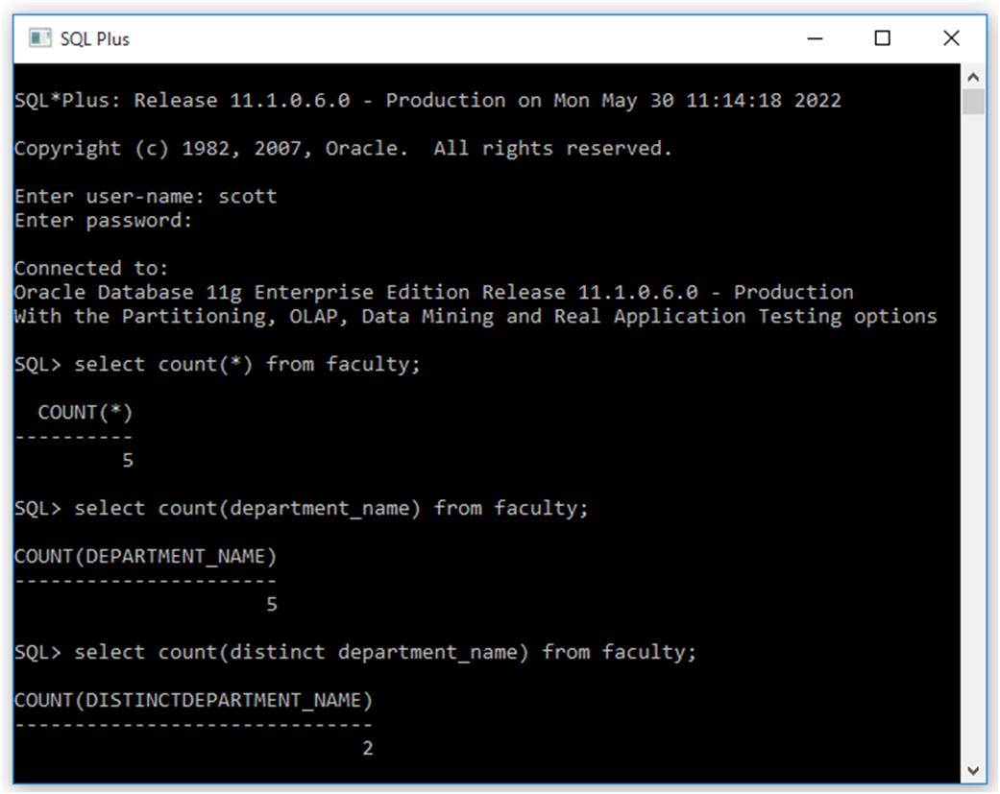 SQL Plus
SQL*Plus: Release 11.1.0.6.0 - Production on Mon May 30 11:14:18 2022
Copyright (c) 1982, 2007, Oracle.  All rights reserved.
Enter user-name: scott
Enter password:
Connected to:
Oracle Database 11g Enterprise Edition Release 11.1.0.6.0 - Production
With the Partitioning, OLAP, Data Mining and Real Application Testing options
SQL> select count(*) from faculty;
COUNT(*)
----------
5
SQL> select count(department_name) from faculty;
COUNT(DEPARTMENT_NAME)
----------------------
5
SQL> select count(distinct department_name) from faculty;
COUNT(DISTINCTDEPARTMENT_NAME)
------------------------------
2